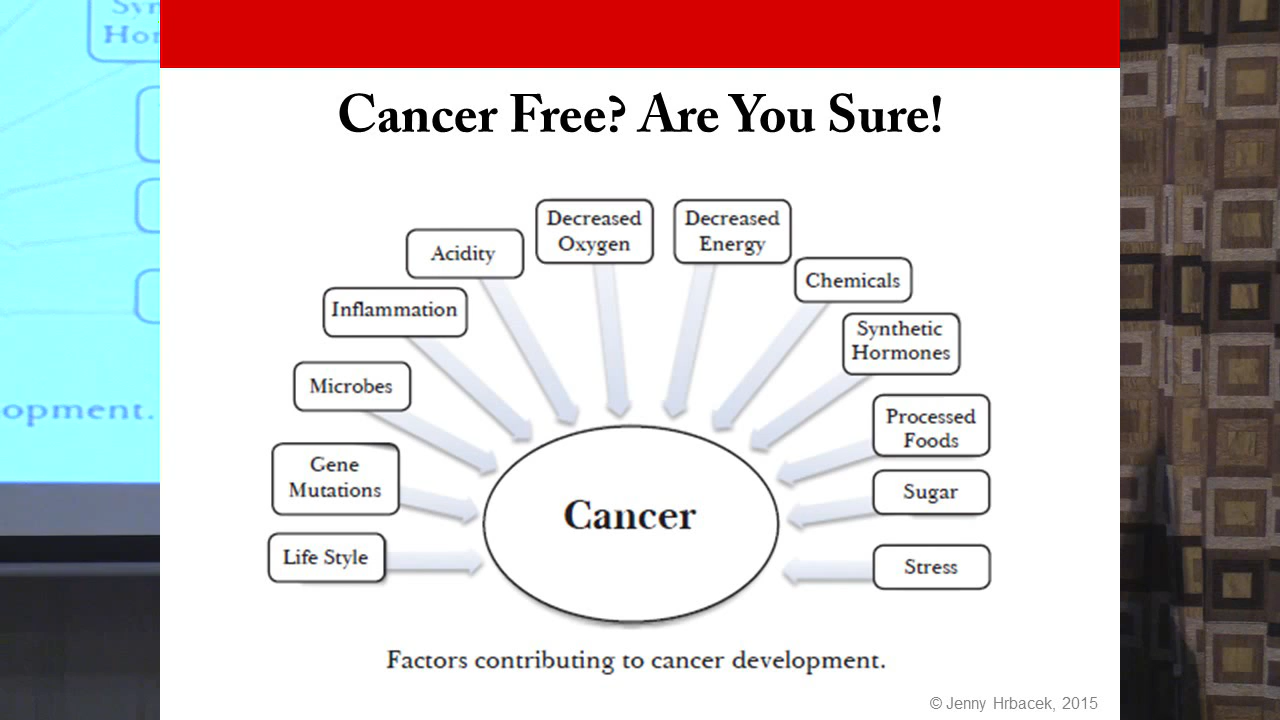 Cancer Free? Are You Sure!
Decreased
Oxygen
Decreased
Energy
Acidity
Chemicals
Inflammation
Synthetic
Hormones
Microbes
Processed
Foods
Gene
Mutations
Sugar
Cancer
Life Style
Stress
Factors contributing to cancer development.
© Jenny Hrbacek, 2015
opment.